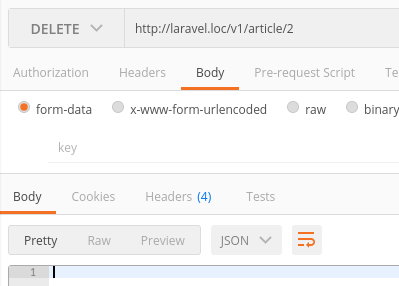 DELETE http://laravel.loc/v1/article/2
Authorization Headers Body Pre-request Script
form-data x-www-form-urlencoded raw binary
key
Body Cookies Headers (4) Tests
Pretty Raw Preview JSON
1